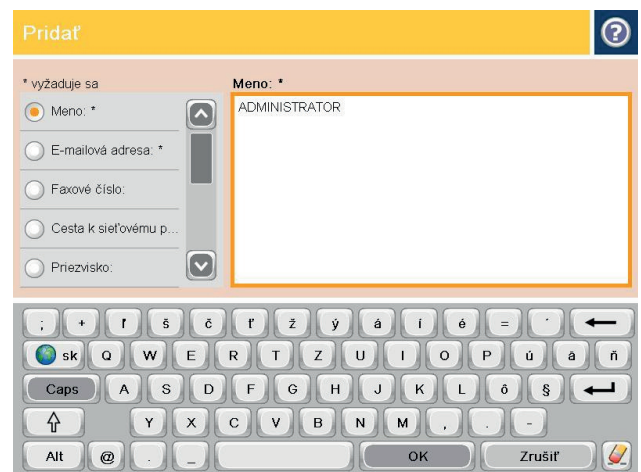 Pridať
* vyžaduje sa
Meno: *
Meno: *
ADMINISTRATOR
E-mailová adresa: *
Faxové číslo:
Cesta k sieťovému p...
Priezvisko:
; + ŕ š č ť ž ý á í é = ´
sk Q W E R T Z U I O P ú ä ň
Caps A S D F G H J K L ô §
Y X C V B N M , . -
Alt @ . _ OK Zrušiť